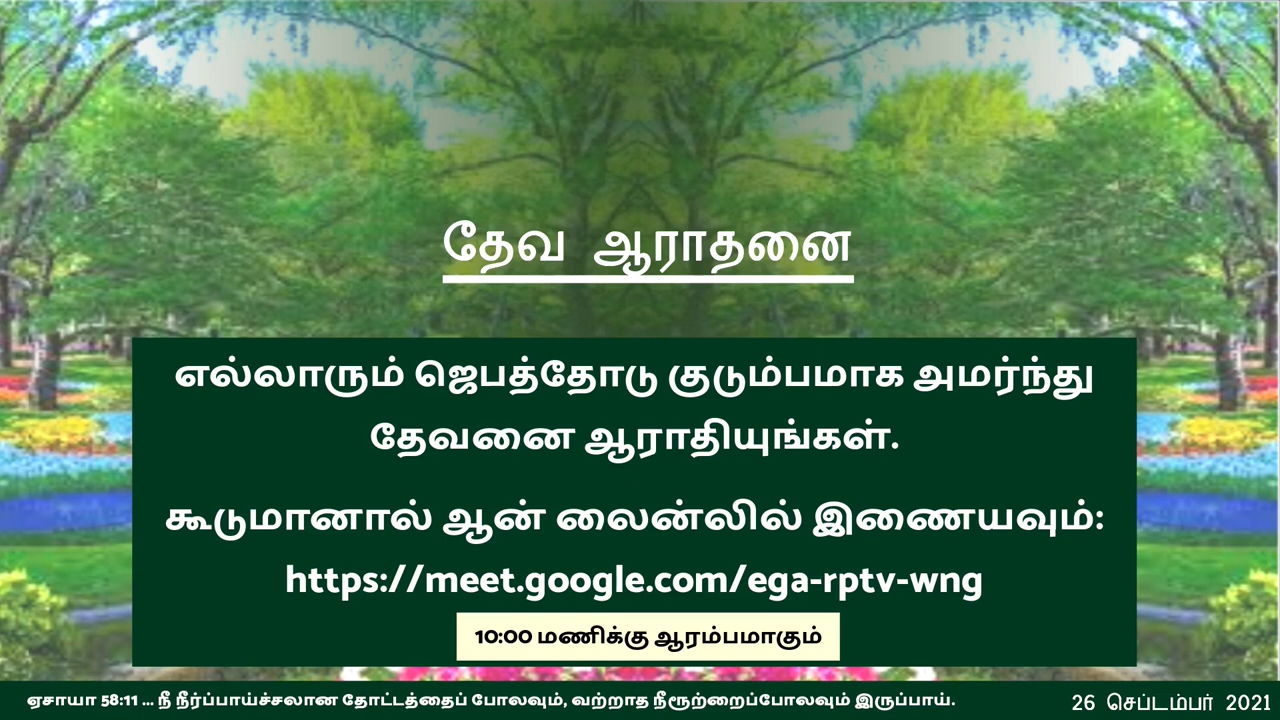 தேவ ஆராதனை
எல்லாரும் ஜெபத்தோடு குடும்பமாக அமர்ந்து
தேவனை ஆராதியுங்கள்.
கூடுமானால் ஆன் லைன்லில் இணையவும்:
https://meet.google.com/ega-rptv-wng
10:00 மணிக்கு ஆரம்பமாகும்
ஏசாயா 58:11 ... நீ நீர்ப்பாய்ச்சலான தோட்டத்தைப் போலவும், வற்றாத நீரூற்றைப்போலவும் இருப்பாய்.
26 செப்டம்பர் 2021